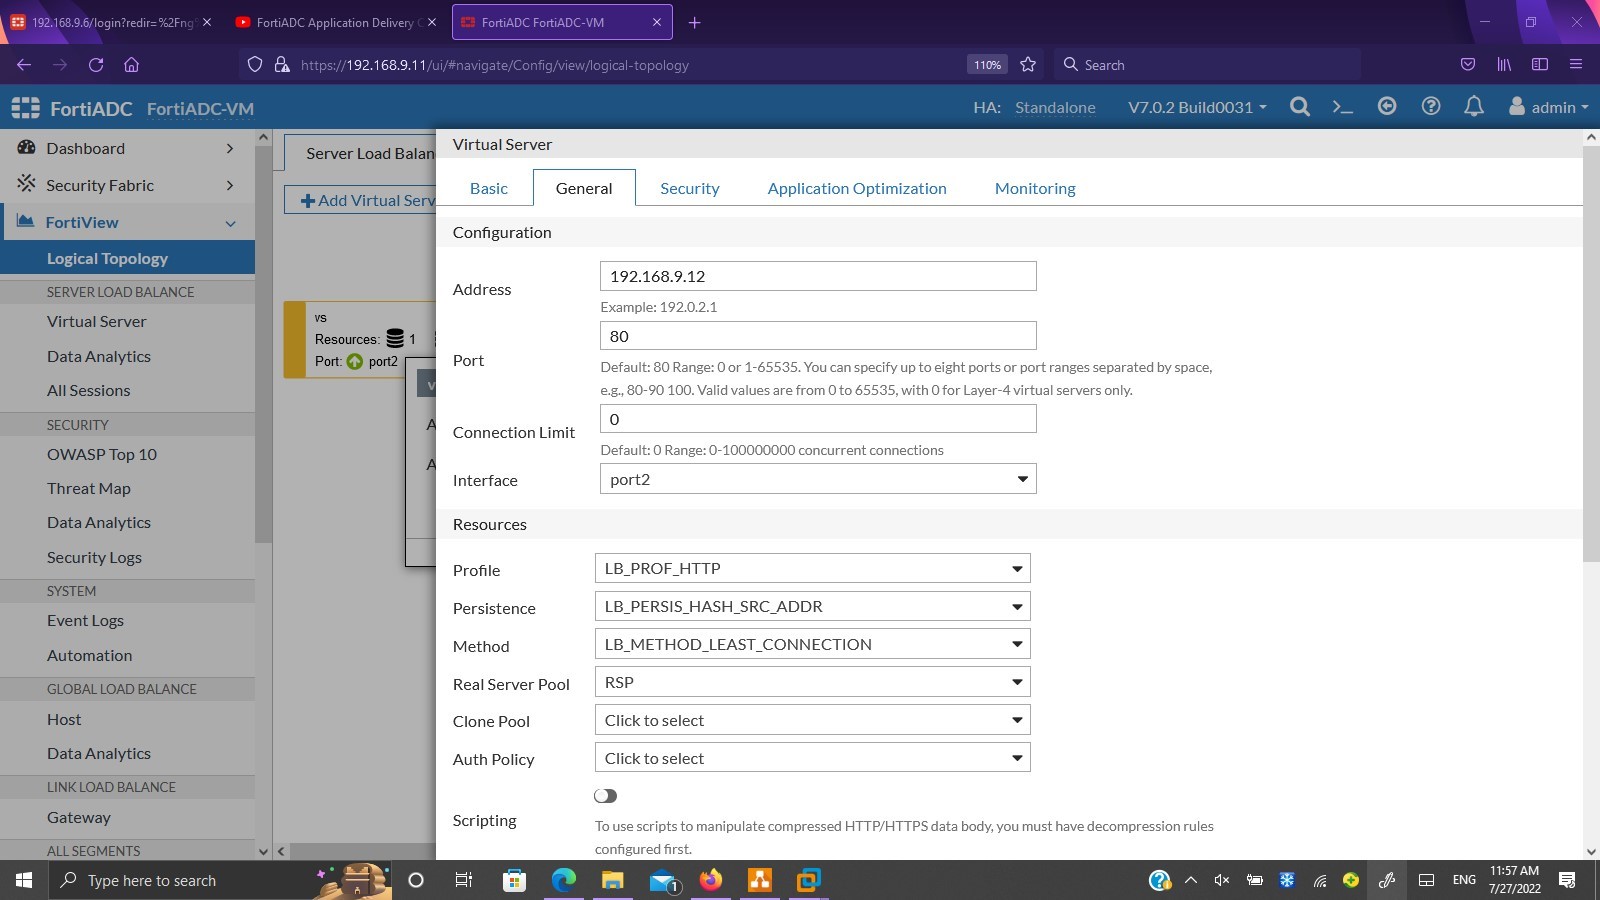 192.168.9.6/login?redir=%2Fng
FortiADC Application Delivery C
FortiADC FortiADC-VM
https://192.168.9.11/ui/#navigate/Config/view/logical-topology
110%
Search
FortiADC FortiADC-VM
HA: Standalone V7.0.2 Build0031 admin
Dashboard
Security Fabric
FortiView
Logical Topology
SERVER LOAD BALANCE
Virtual Server
Data Analytics
All Sessions
SECURITY
OWASP Top 10
Threat Map
Data Analytics
Security Logs
SYSTEM
Event Logs
Automation
GLOBAL LOAD BALANCE
Host
Data Analytics
LINK LOAD BALANCE
Gateway
ALL SEGMENTS
Server Load Balan
Add Virtual Serv
vs
Resources: 1
Port: port2
v
A
A
Virtual Server
Basic General Security Application Optimization Monitoring
Configuration
Address 192.168.9.12
Example: 192.0.2.1
Port 80
Default: 80 Range: 0 or 1-65535. You can specify up to eight ports or port ranges separated by space,
e.g., 80-90 100. Valid values are from 0 to 65535, with 0 for Layer-4 virtual servers only.
Connection Limit 0
Default: 0 Range: 0-100000000 concurrent connections
Interface port2
Resources
Profile LB_PROF_HTTP
Persistence LB_PERSIS_HASH_SRC_ADDR
Method LB_METHOD_LEAST_CONNECTION
Real Server Pool RSP
Clone Pool Click to select
Auth Policy Click to select
Scripting
To use scripts to manipulate compressed HTTP/HTTPS data body, you must have decompression rules
configured first.
Type here to search
1
ENG
11:57 AM
7/27/2022